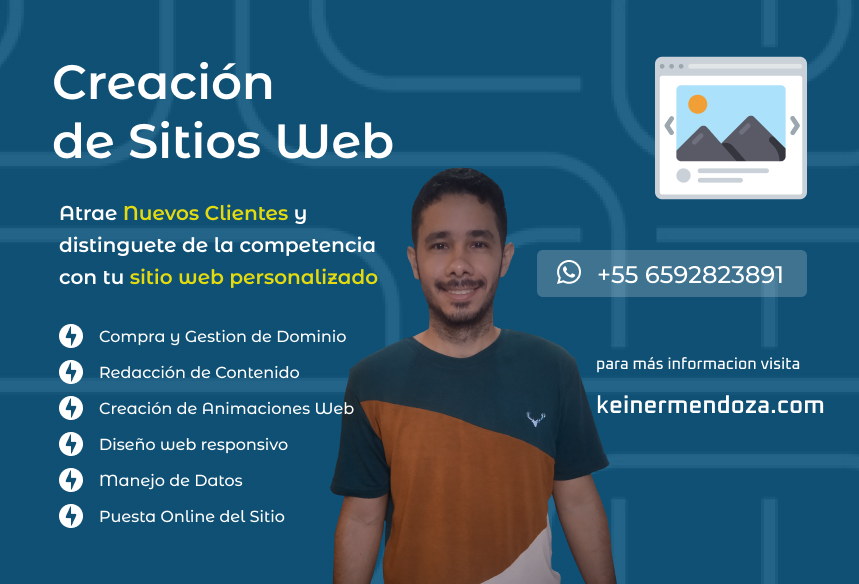 Creación
de Sitios Web
Atrae Nuevos Clientes y
distinguete de la competencia
con tu sitio web personalizado
Compra y Gestion de Dominio
Redacción de Contenido
Creación de Animaciones Web
Diseño web responsivo
Manejo de Datos
Puesta Online del Sitio
+55 6592823891
para más informacion visita
keinermendoza.com